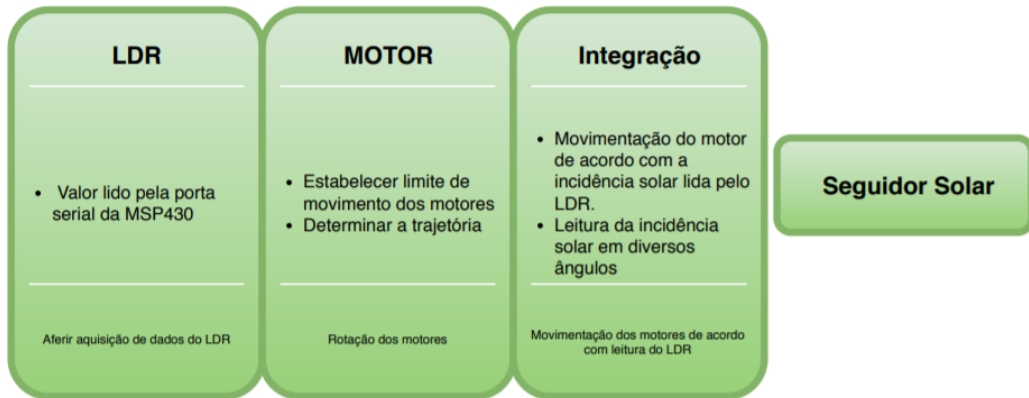 LDR
• Valor lido pela porta
serial da MSP430
Aferir aquisição de dados do LDR
MOTOR
• Estabelecer limite de
movimento dos motores
• Determinar a trajetória
Rotação dos motores
Integração
• Movimentação do motor
de acordo com a
incidência solar lida pelo
LDR.
• Leitura da incidência
solar em diversos
ângulos
Movimentação dos motores de acordo
com leitura do LDR
Seguidor Solar